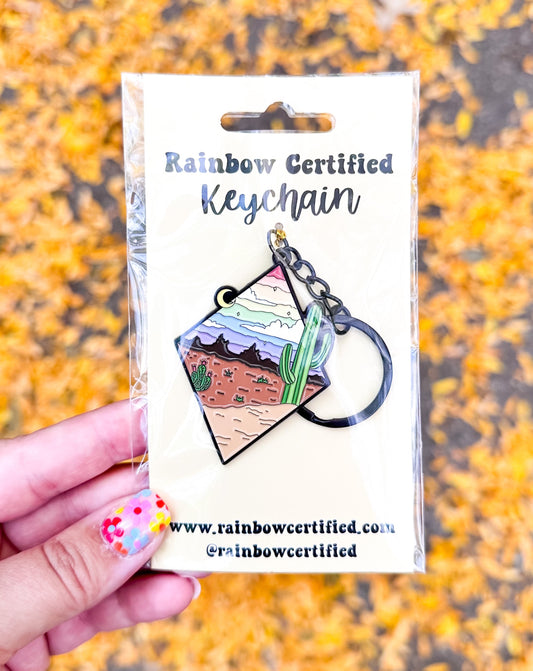 Rainbow Certified
Keychain
www.rainbowcertified.com
@rainbowcertified